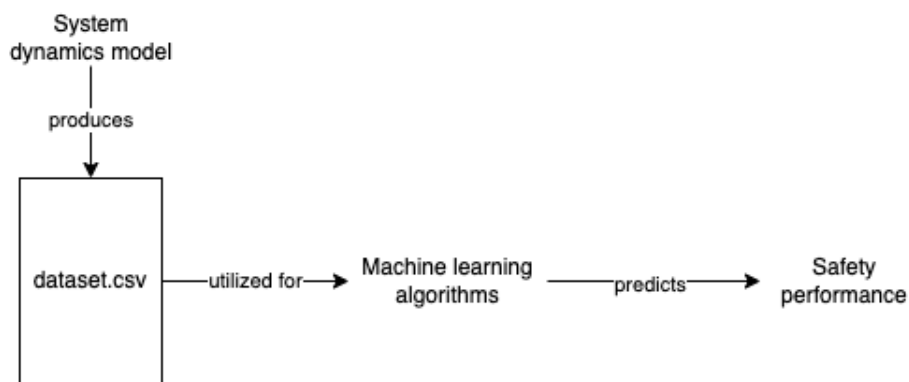 System
dynamics model
produces
dataset.csv
utilized for
Machine learning
algorithms
predicts
Safety
performance